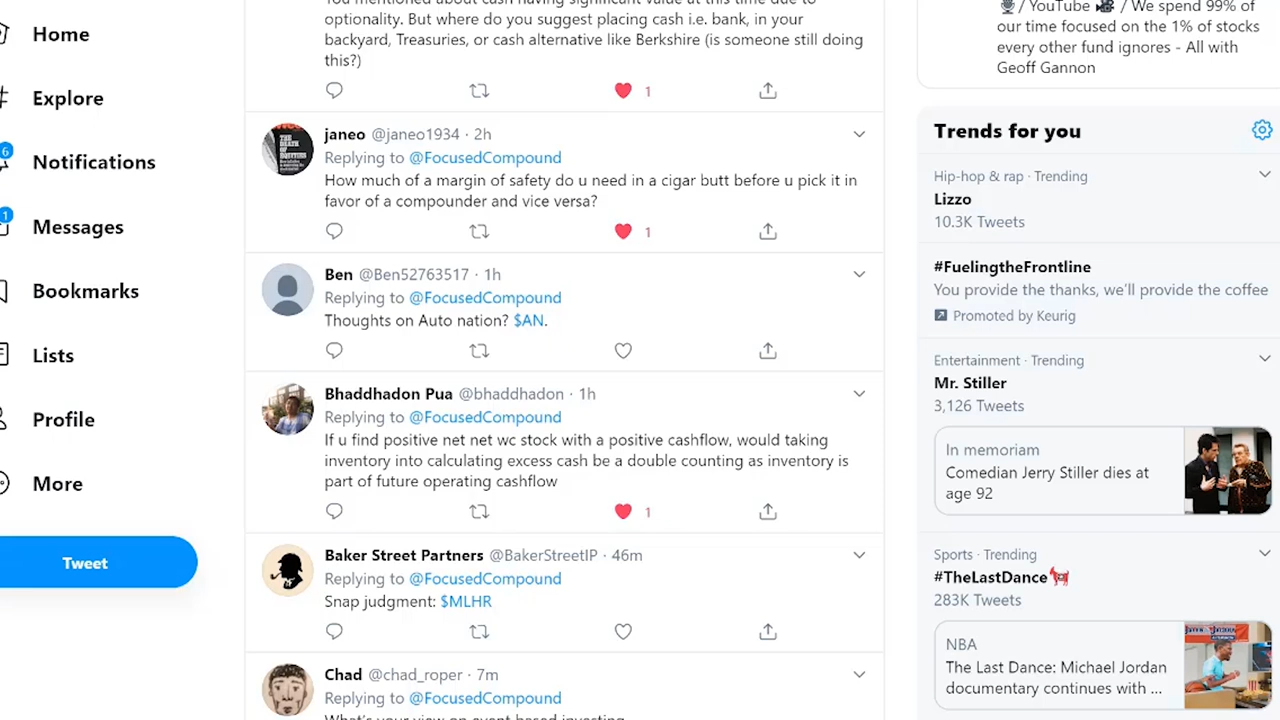 Home
Explore
6
Notifications
1
Messages
Bookmarks
Lists
Profile
More
Tweet
You mentioned about cash having significant value at this time due to
optionality. But where do you suggest placing cash i.e. bank, in your
backyard, Treasuries, or cash alternative like Berkshire (is someone still doing
this?)
1
janeo @janeo1934 · 2h
Replying to @FocusedCompound
How much of a margin of safety do u need in a cigar butt before u pick it in
favor of a compounder and vice versa?
1
Ben @Ben52763517 · 1h
Replying to @FocusedCompound
Thoughts on Auto nation? $AN.
Bhaddhadon Pua @bhaddhadon · 1h
Replying to @FocusedCompound
If u find positive net net wc stock with a positive cashflow, would taking
inventory into calculating excess cash be a double counting as inventory is
part of future operating cashflow
1
Baker Street Partners @BakerStreetIP · 46m
Replying to @FocusedCompound
Snap judgment: $MLHR
Chad @chad_roper · 7m
Replying to @FocusedCompound
What's your view on event based investing
/ YouTube / We spend 99% of
our time focused on the 1% of stocks
every other fund ignores - All with
Geoff Gannon
Trends for you
Hip-hop & rap · Trending
Lizzo
10.3K Tweets
#FuelingtheFrontline
You provide the thanks, we'll provide the coffee
Promoted by Keurig
Entertainment · Trending
Mr. Stiller
3,126 Tweets
In memoriam
Comedian Jerry Stiller dies at
age 92
Sports · Trending
#TheLastDance
283K Tweets
NBA
The Last Dance: Michael Jordan
documentary continues with ...